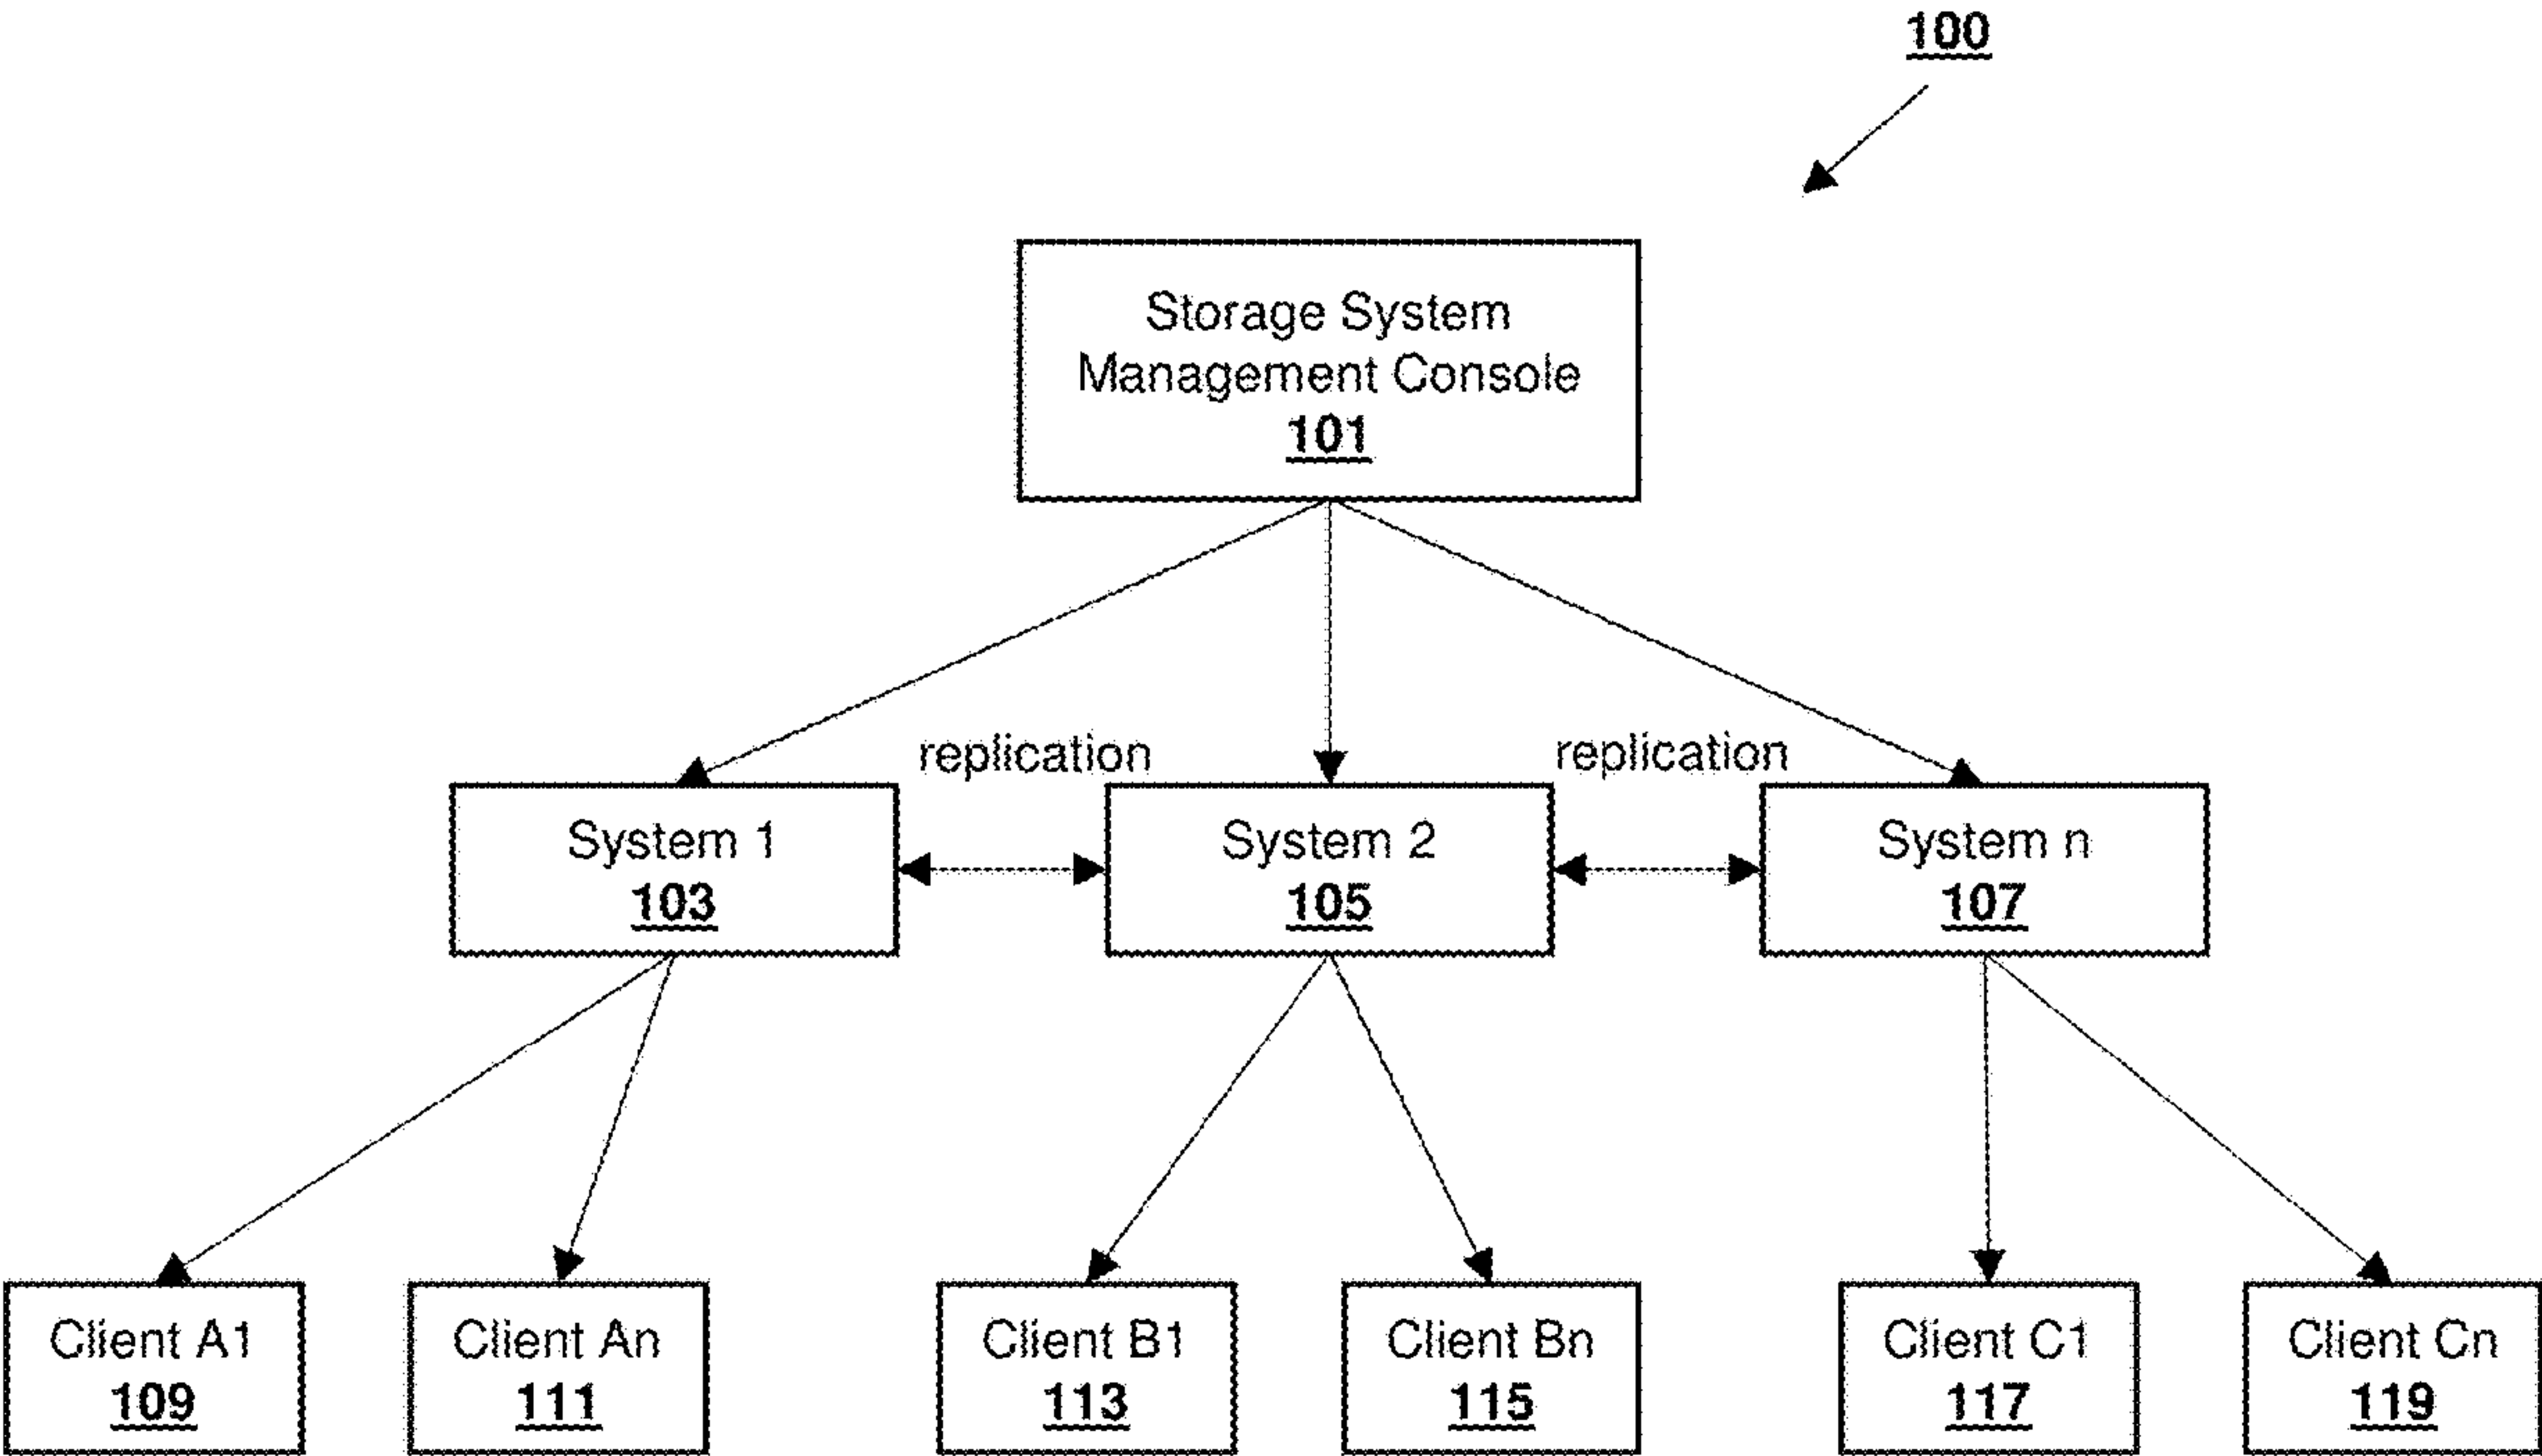 100
Storage System
Management Console
101
replication
replication
System 1
103
System 2
105
System n
107
Client A1
109
Client An
111
Client B1
113
Client Bn
115
Client C1
117
Client Cn
119